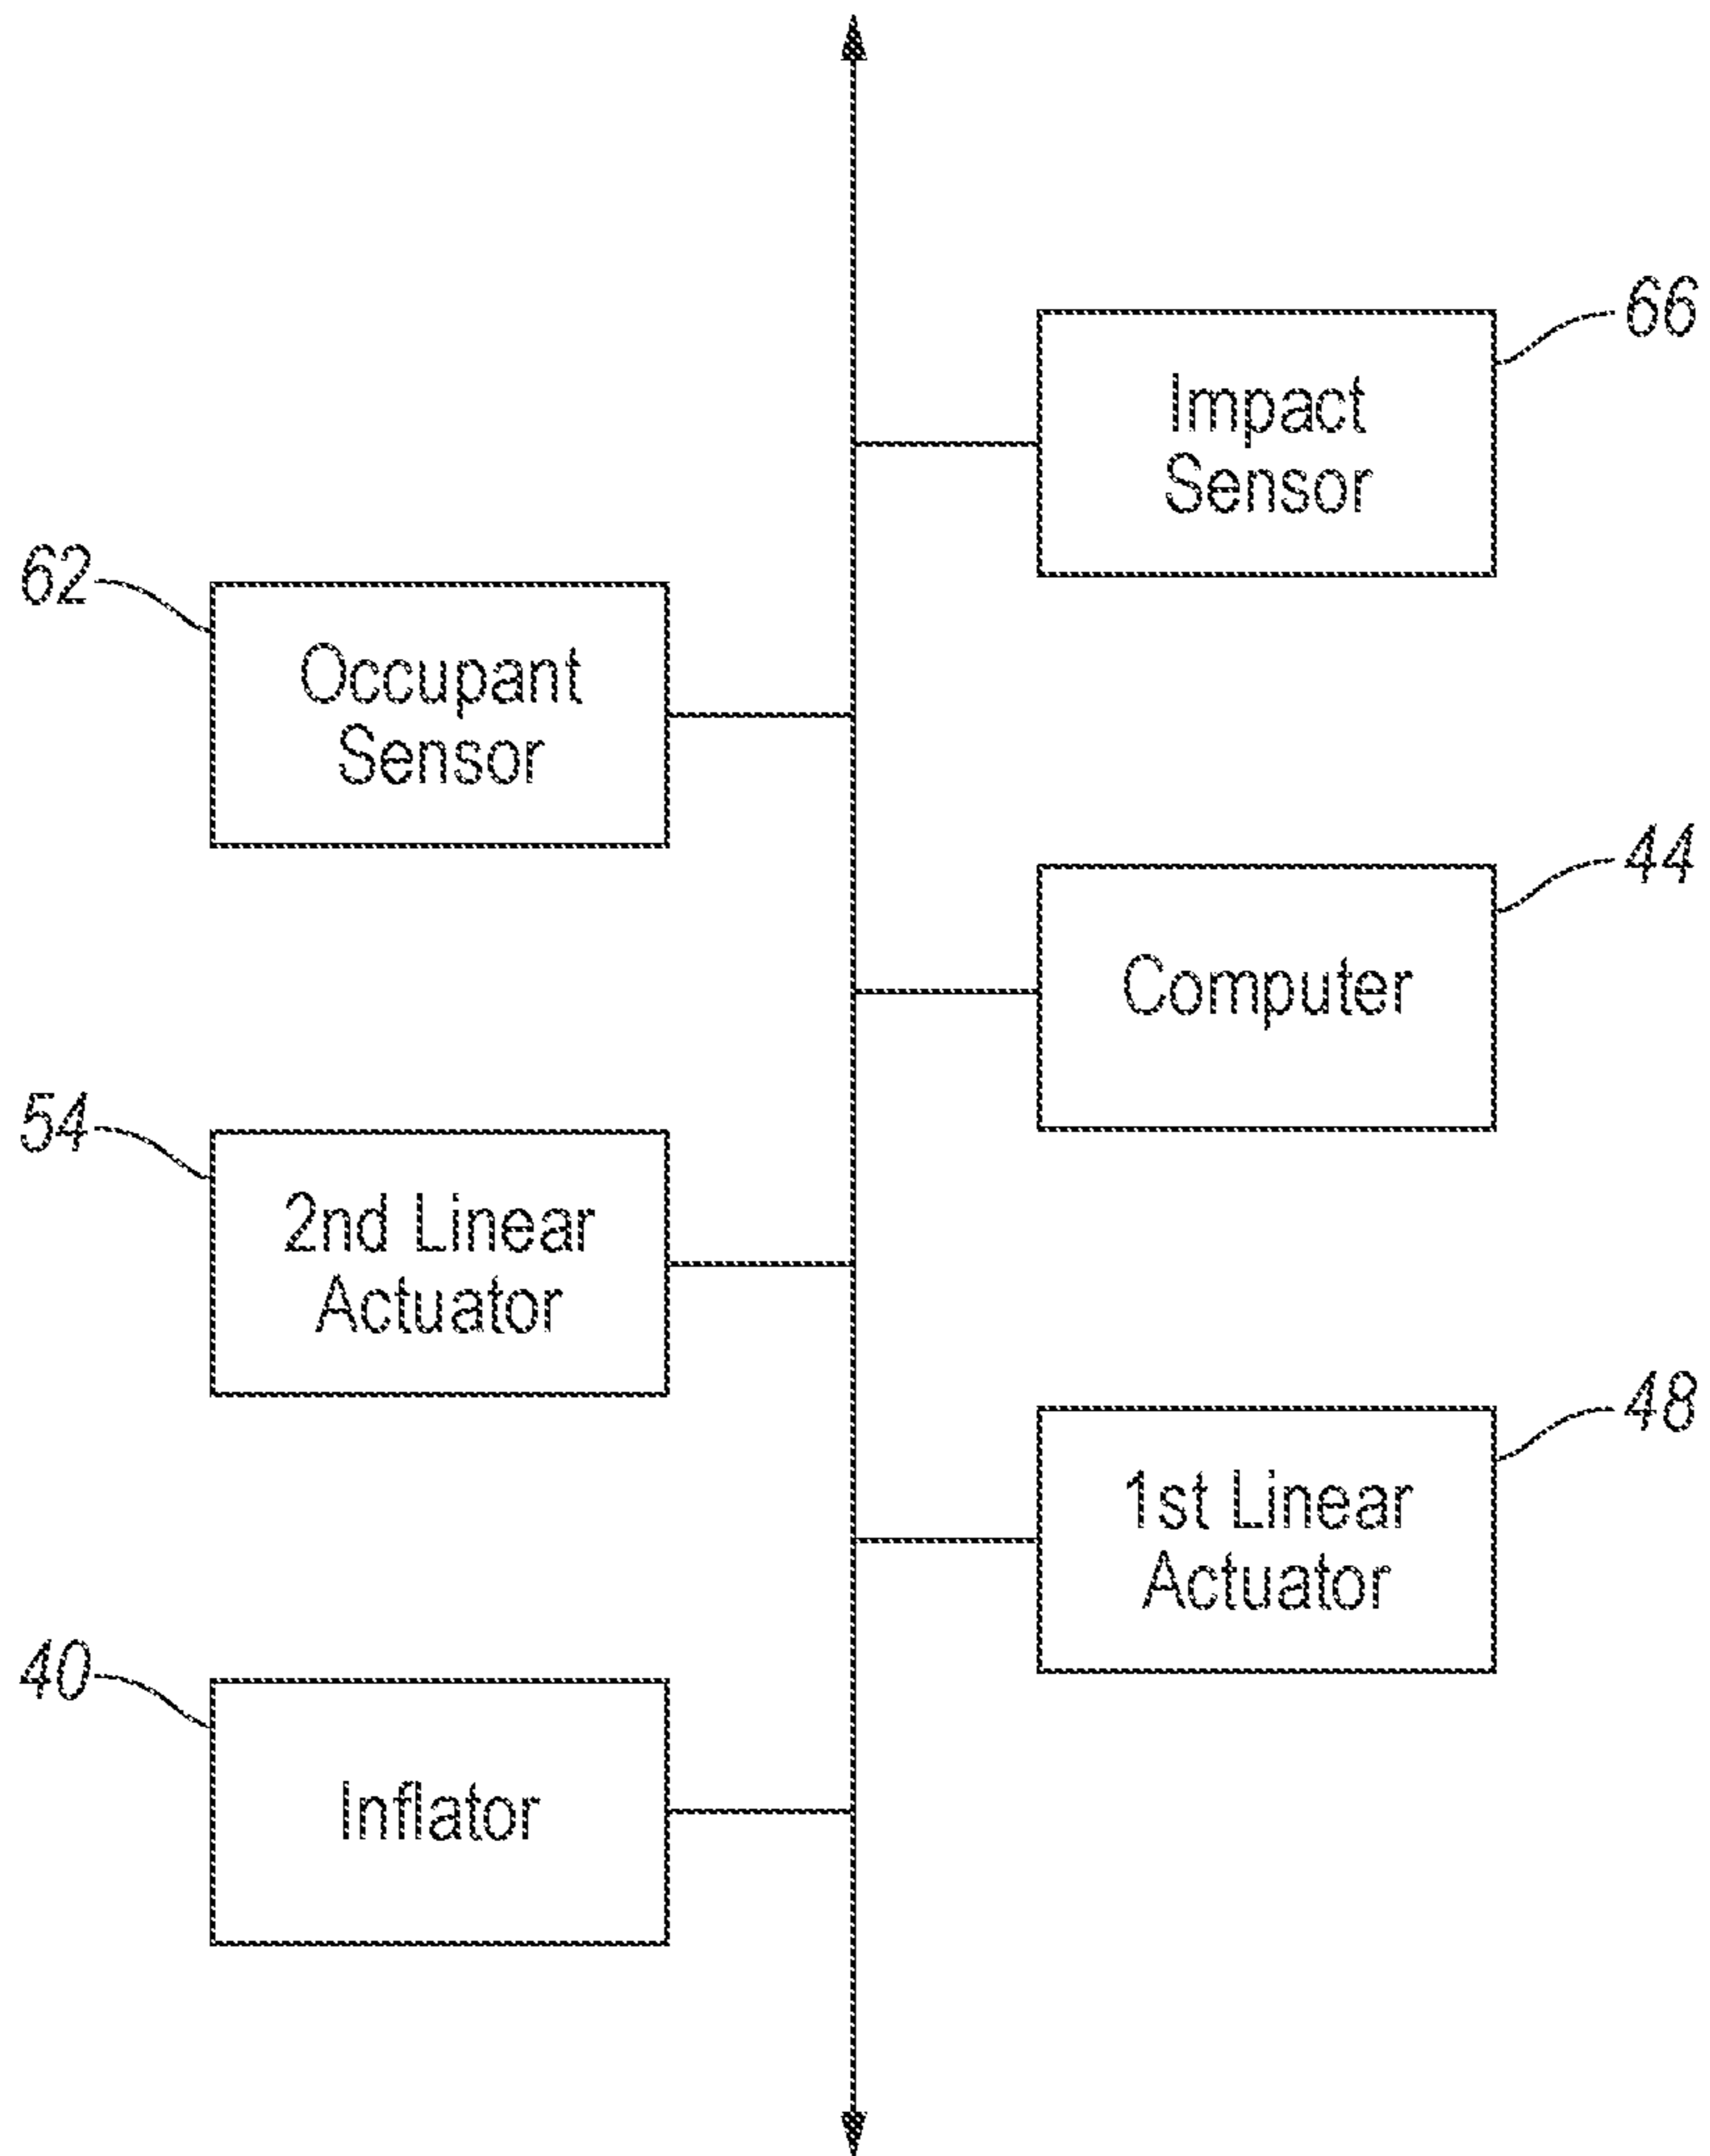 66
Impact
Sensor
62
Occupant
Sensor
44
Computer
54
2nd Linear
Actuator
48
1st Linear
Actuator
40
Inflator